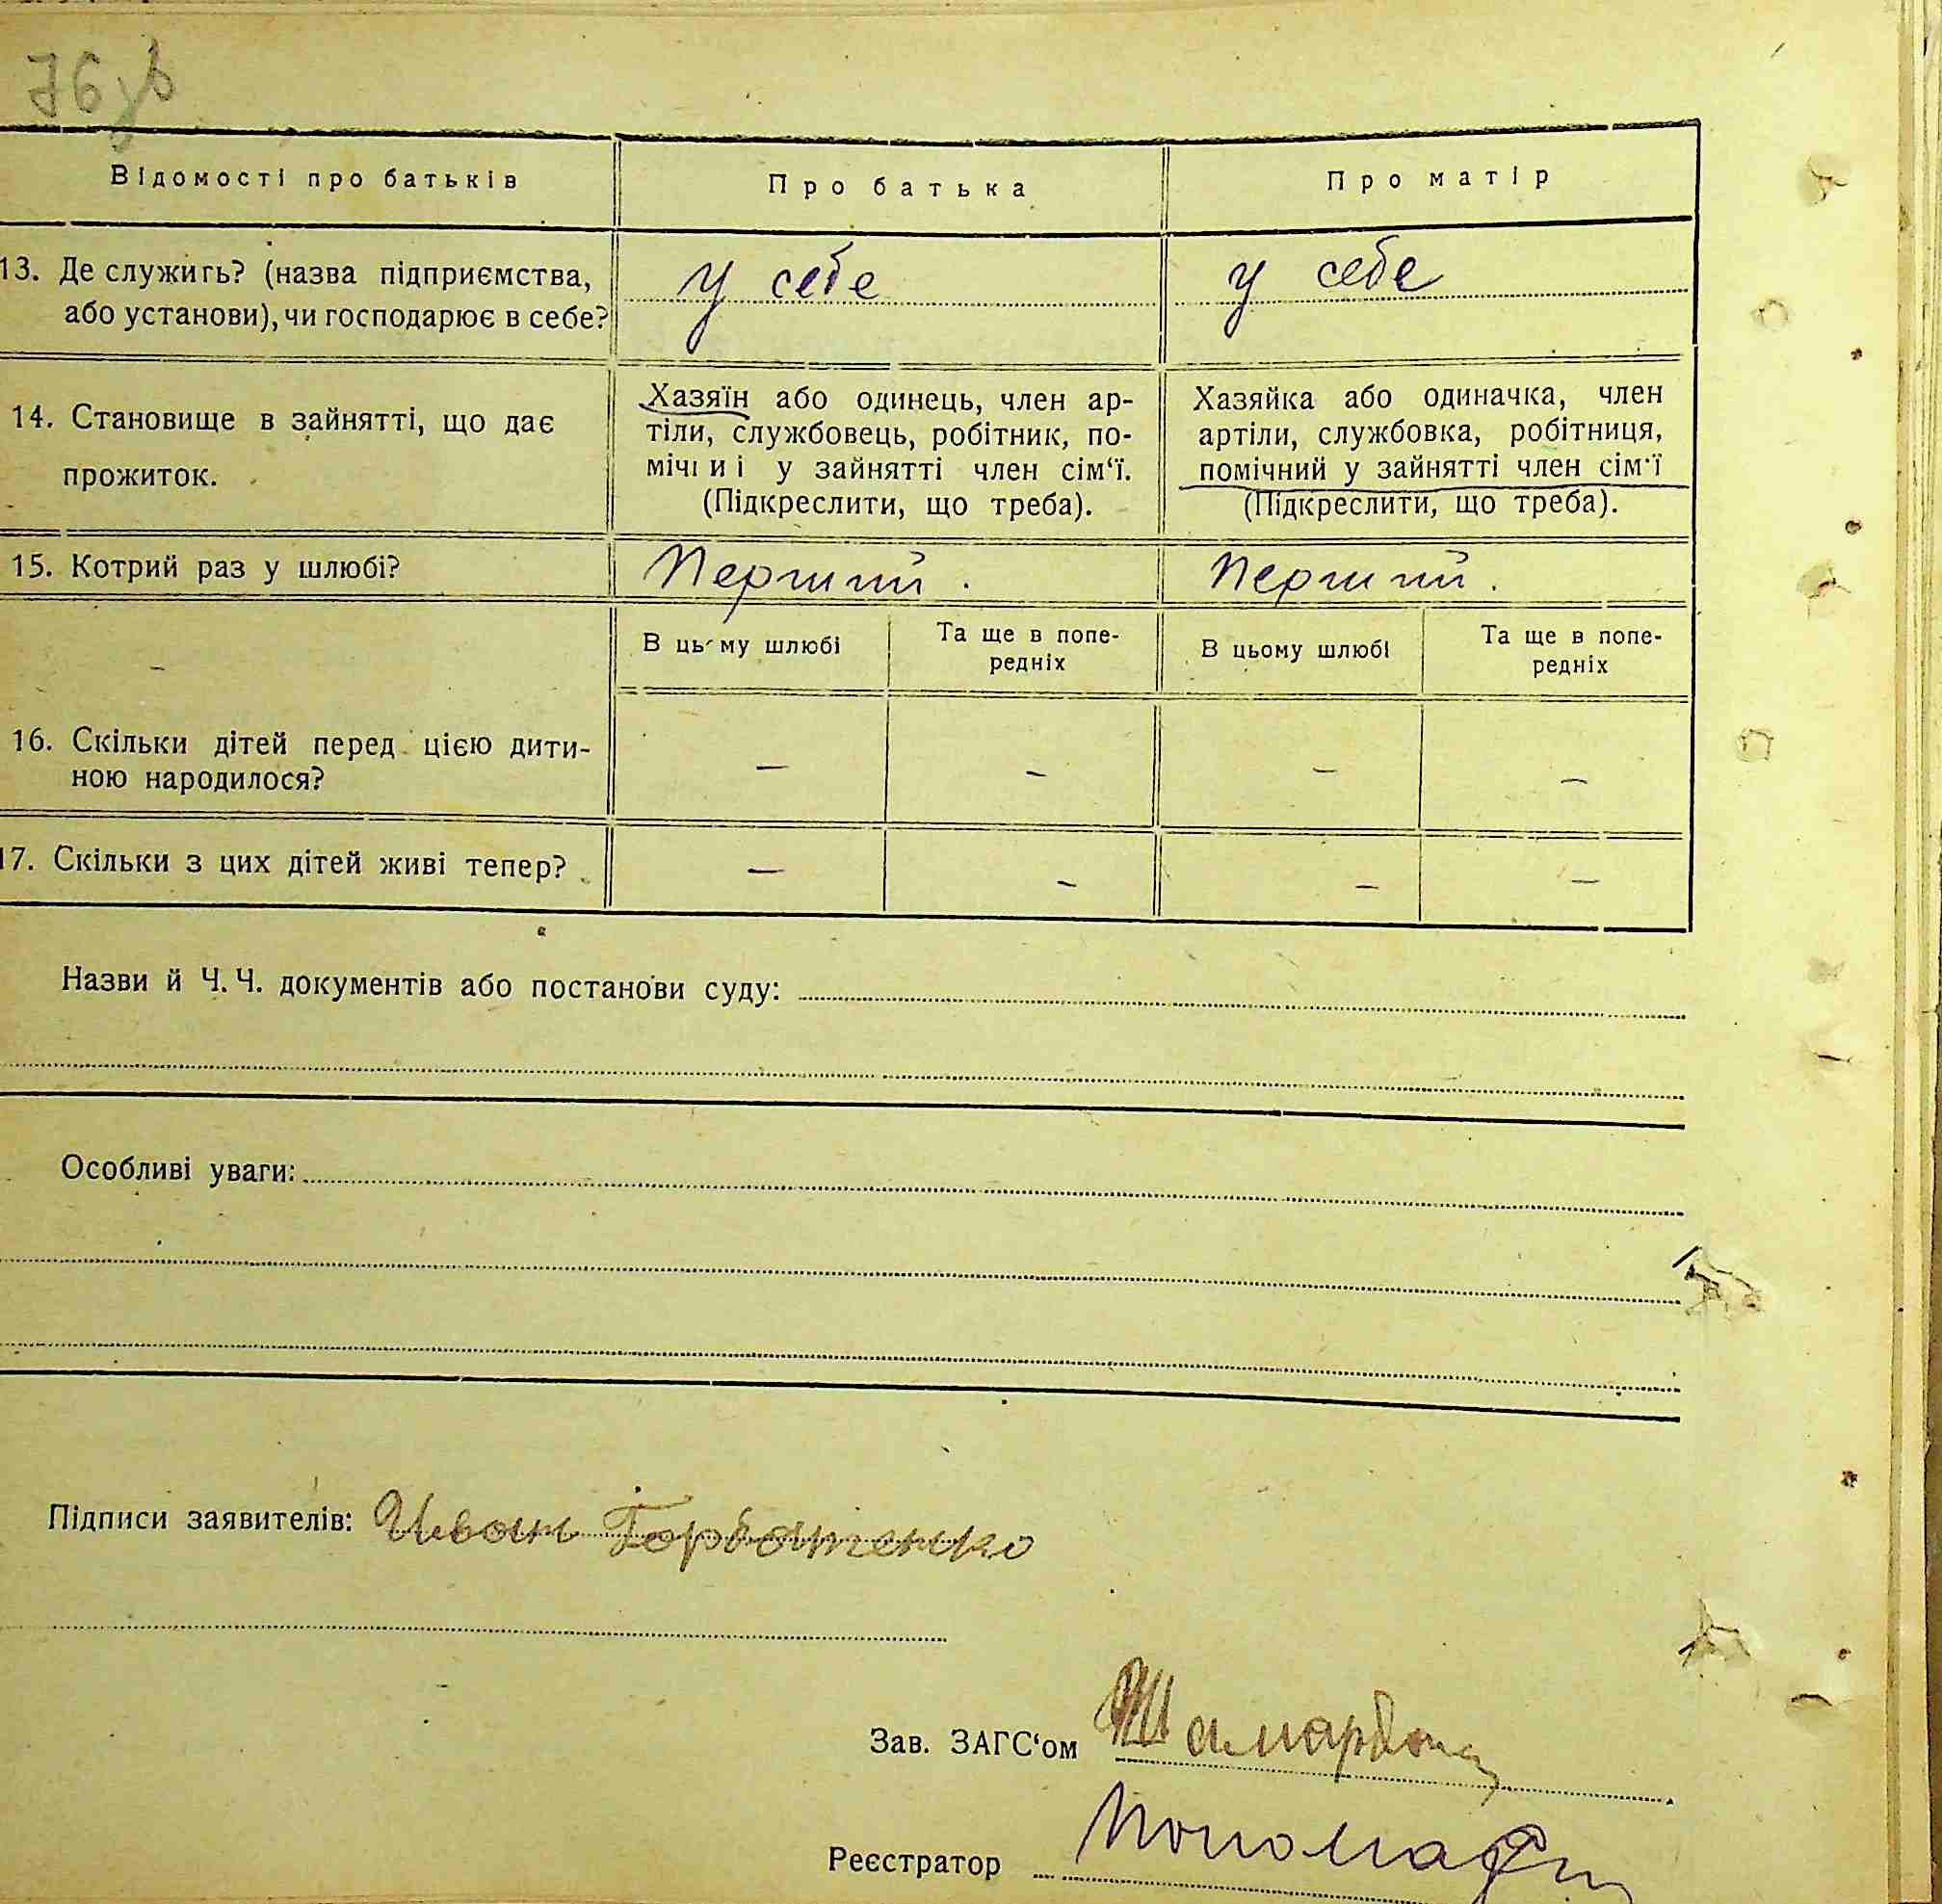 76 зв
Відомості про батьків Про батька Про матір
13. Де служить? (назва підприємства, у себе у себе
або установи), чи господарює в себе?
14. Становище в зайнятті, що дає
прожиток.
Хазяїн або одинець, член ар-
тіли, службовець, робітник, по-
мічний у зайнятті член сім‘ї.
(Підкреслити, що треба).
Хазяйка або одиначка, член
артіли, службовка, робітниця,
помічний у зайнятті член сім‘ї
(Підкреслити, що треба).
15. Котрий раз у шлюбі? Перший. Перший.
В цьому шлюбі
Та ще в попе-
редніх
В цьому шлюбі
Та ще в попе-
редніх
16. Скільки дітей перед цією дити- — — — —
ною народилося?
17. Скільки з цих дітей живі тепер? — — — —
Назви й Ч. Ч. документів або постанови суду:
Особливі уваги:
Підписи заявителів: Иван Горбатенко
Зав. ЗАГС‘ом
Реєстратор